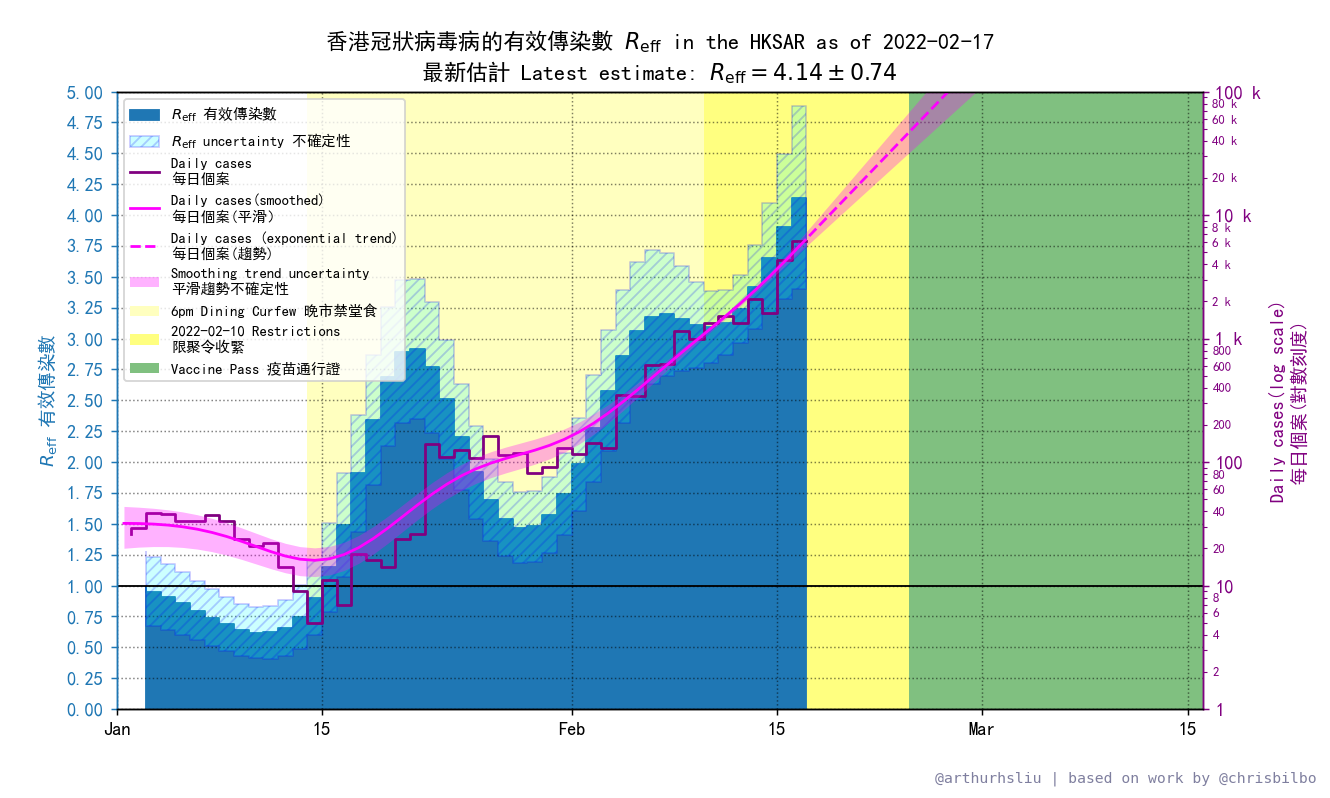 香港冠狀病毒病的有效傳染數 Reff in the HKSAR as of 2022-02-17
最新估計 Latest estimate: Reff = 4.14 ± 0.74
Reff 有效傳染數
Reff uncertainty 不確定性
Daily cases
每日個案
Daily cases(smoothed)
每日個案(平滑)
Daily cases (exponential trend)
每日個案(趨勢)
Smoothing trend uncertainty
平滑趨勢不確定性
6pm Dining Curfew 晚市禁堂食
2022-02-10 Restrictions
限聚令收緊
Vaccine Pass 疫苗通行證
5.00
4.75
4.50
4.25
4.00
3.75
3.50
3.25
3.00
2.75
2.50
2.25
2.00
1.75
1.50
1.25
1.00
0.75
0.50
0.25
0.00
Reff 有效傳染數
Jan
15
Feb
15
Mar
15
100 k
80 k
60 k
40 k
20 k
10 k
8 k
6 k
4 k
2 k
1 k
800
600
400
200
100
80
60
40
20
10
8
6
4
2
1
Daily cases(log scale)
每日個案(對數刻度)
@arthurhsliu | based on work by @chrisbilbo